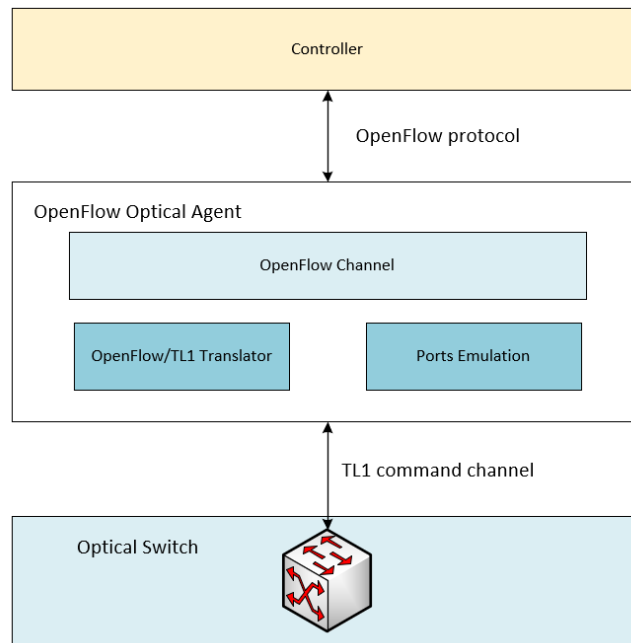 Controller
OpenFlow protocol
OpenFlow Optical Agent
OpenFlow Channel
OpenFlow/TL1 Translator
Ports Emulation
TL1 command channel
Optical Switch